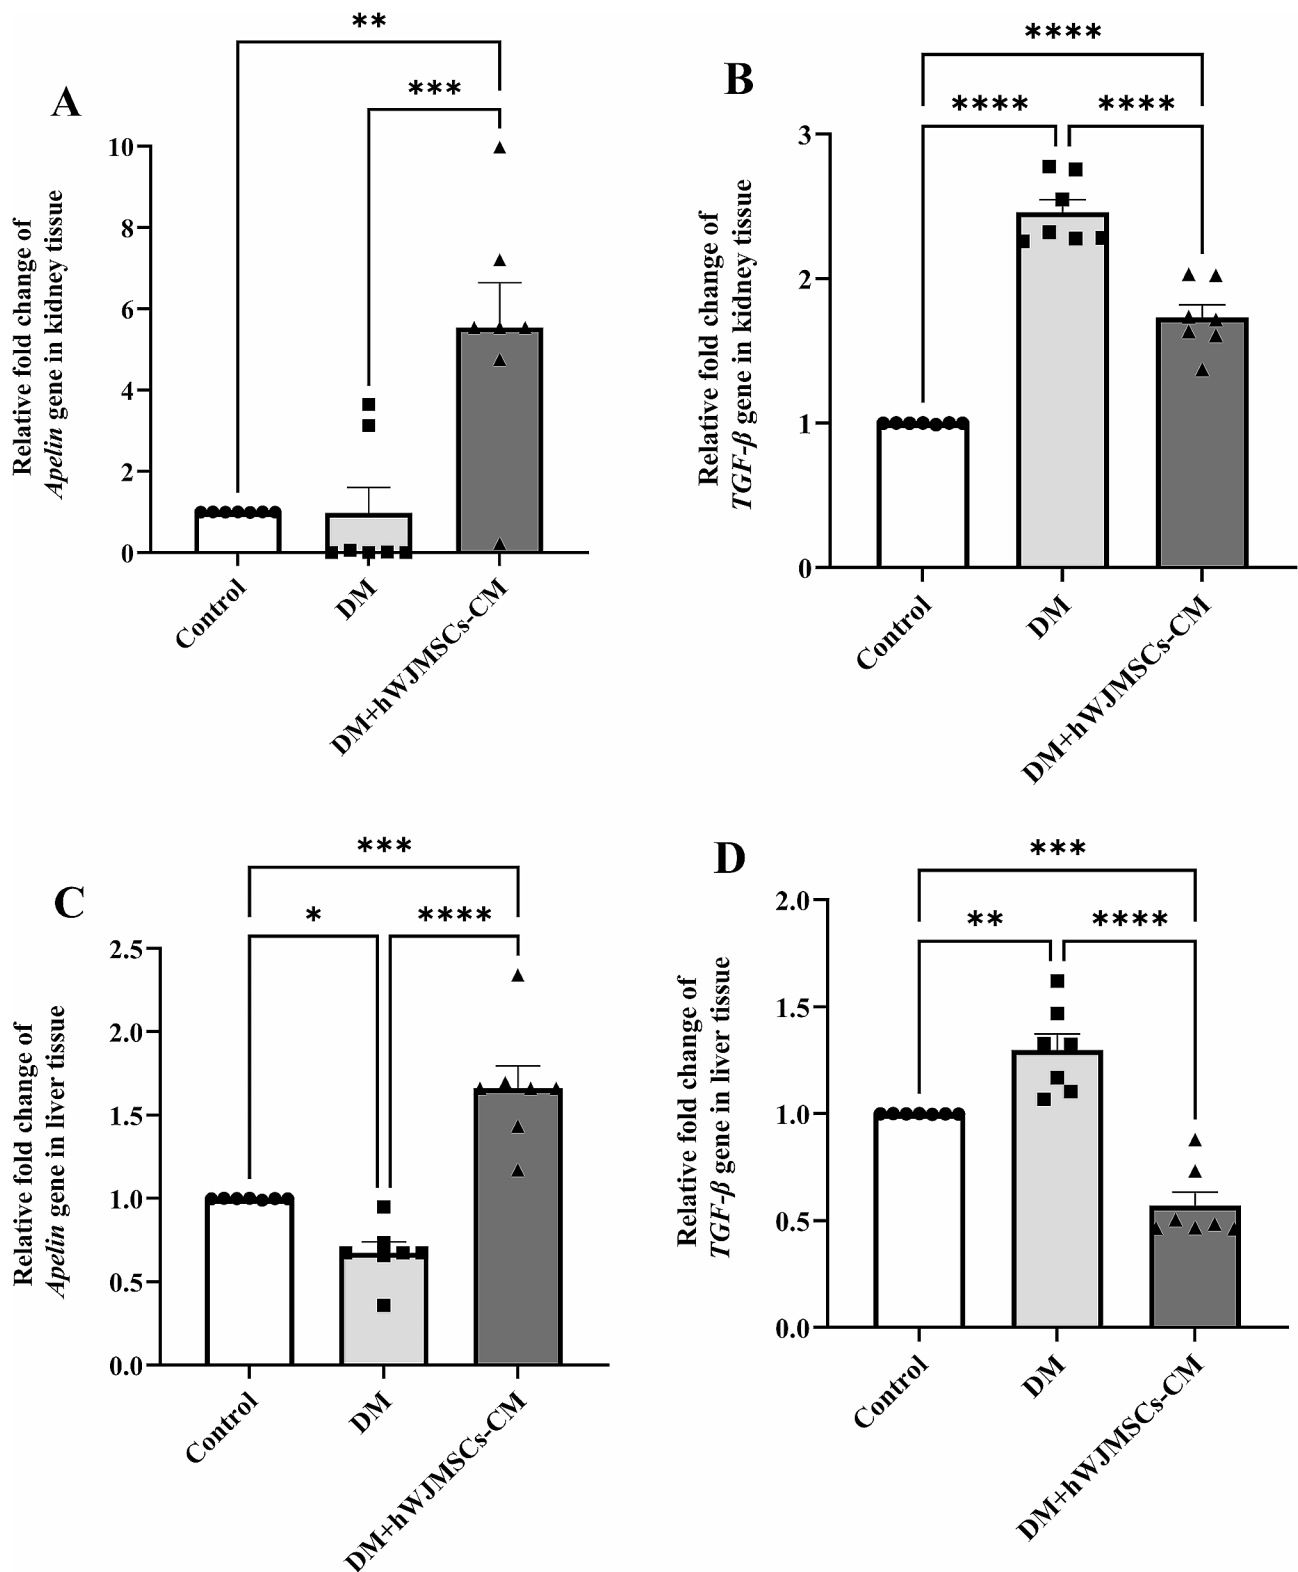 A
**
***
Relative fold change of
Apelin gene in kidney tissue
10
8
6
4
2
0
Control
DM
DM+hWJMSCs-CM
B
****
****
****
Relative fold change of
TGF-β gene in kidney tissue
3
2
1
0
Control
DM
DM+hWJMSCs-CM
C
***
*
****
Relative fold change of
Apelin gene in liver tissue
2.5
2.0
1.5
1.0
0.5
0.0
Control
DM
DM+hWJMSCs-CM
D
***
**
****
Relative fold change of
TGF-β gene in liver tissue
2.0
1.5
1.0
0.5
0.0
Control
DM
DM+hWJMSCs-CM